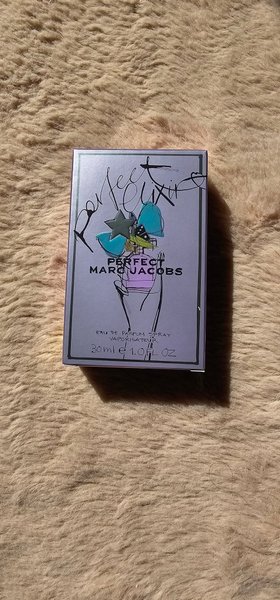 perfect
PERFECT
MARC JACOBS
EAU DE PARFUM SPRAY
VAPORISATEUR
30ml e 1.0 FL OZ